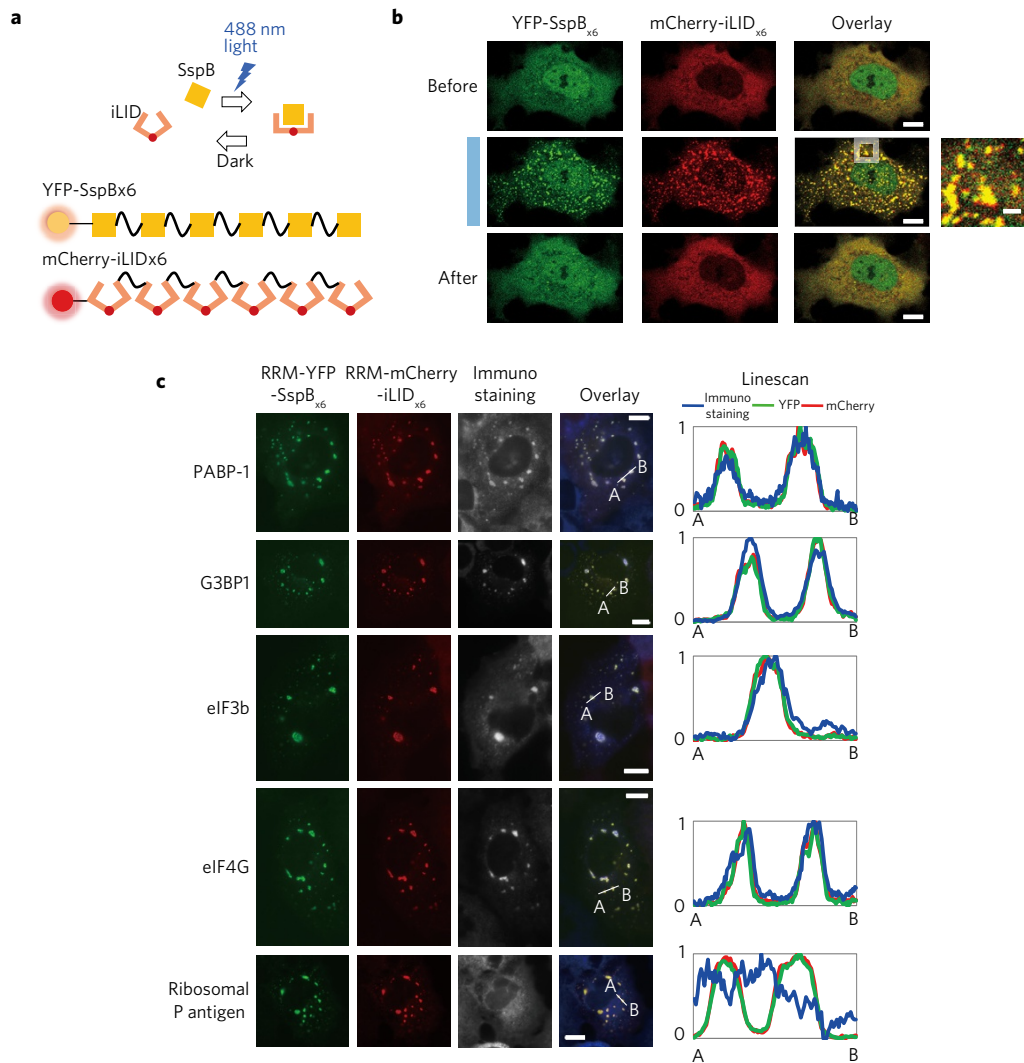 a
488 nm
light
SspB
iLID
Dark
YFP-SspBx6
mCherry-iLIDx6
b
YFP-SspBx6
mCherry-iLIDx6
Overlay
Before
After
c
RRM-YFP
-SspBx6
RRM-mCherry
-iLIDx6
Immuno
staining
Overlay
Linescan
Immuno
staining
YFP
mCherry
PABP-1
A
B
1
0
A
B
G3BP1
A
B
1
0
A
B
eIF3b
A
B
1
0
A
B
eIF4G
A
B
1
0
A
B
Ribosomal
P antigen
A
B
1
0
A
B